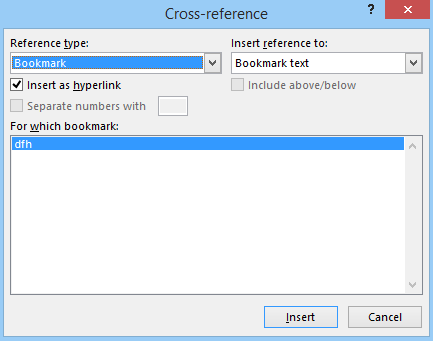 Cross-reference ?
Reference type: Insert reference to:
Bookmark Bookmark text
Insert as hyperlink Include above/below
Separate numbers with
For which bookmark:
dfh
Insert Cancel